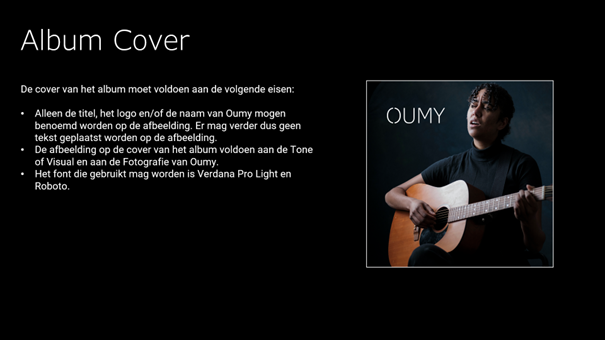 Album Cover
De cover van het album moet voldoen aan de volgende eisen:
• Alleen de titel, het logo en/of de naam van Oumy mogen
benoemd worden op de afbeelding. Er mag verder dus geen
tekst geplaatst worden op de afbeelding.
• De afbeelding op de cover van het album voldoen aan de Tone
of Visual en aan de Fotografie van Oumy.
• Het font die gebruikt mag worden is Verdana Pro Light en
Roboto.
OUMY